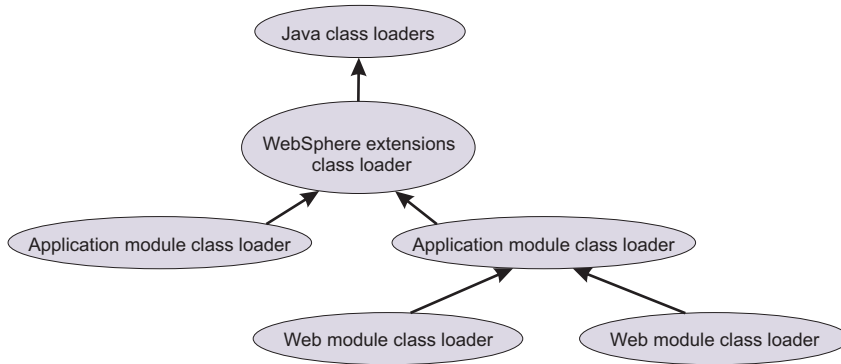 Java class loaders
WebSphere extensions
class loader
Application module class loader
Application module class loader
Web module class loader
Web module class loader